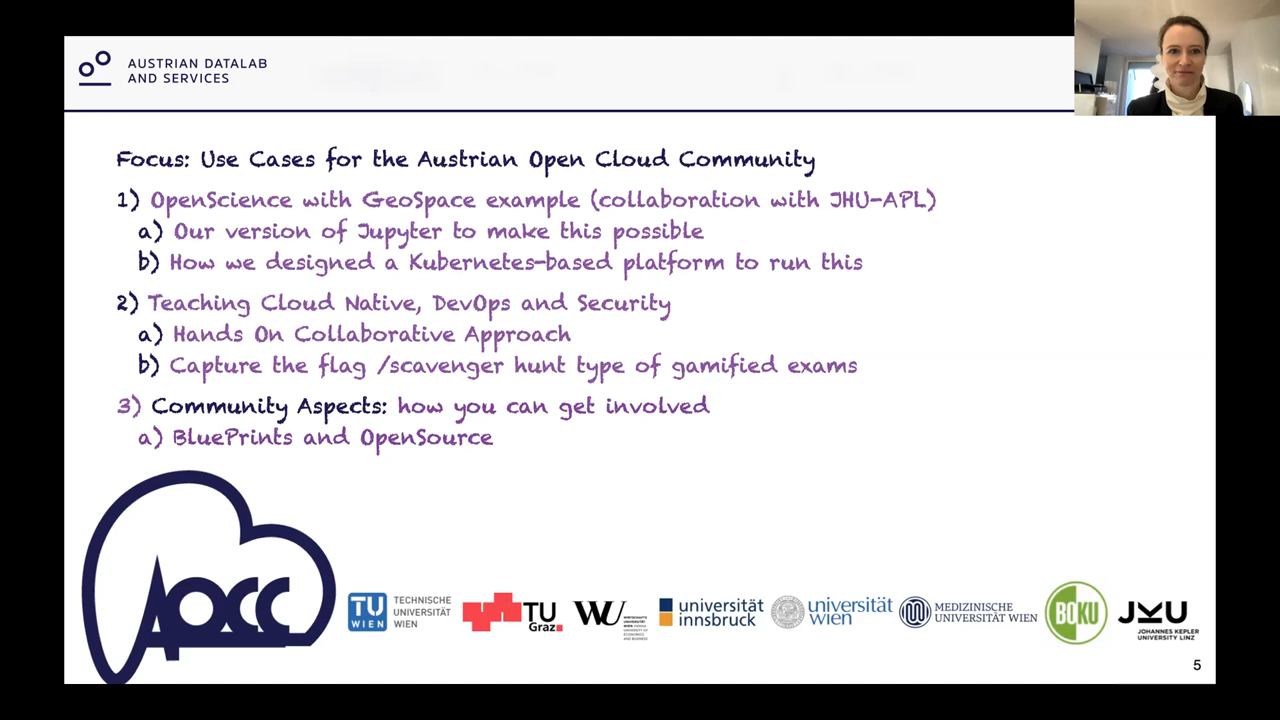 AUSTRIAN DATALAB
AND SERVICES
Focus: Use Cases for the Austrian Open Cloud Community
1) OpenScience with GeoSpace example (collaboration with JHU-APL)
a) Our version of Jupyter to make this possible
b) How we designed a Kubernetes-based platform to run this
2) Teaching Cloud Native, DevOps and Security
a) Hands On Collaborative Approach
b) Capture the flag /scavenger hunt type of gamified exams
3) Community Aspects: how you can get involved
a) BluePrints and OpenSource
AOCC
TU
WIEN
TECHNISCHE
UNIVERSITÄT
WIEN
TU
Graz
WU
universität
innsbruck
universität
wien
MEDIZINISCHE
UNIVERSITÄT WIEN
BOKU
JKU
JOHANNES KEPLER
UNIVERSITY LINZ
5